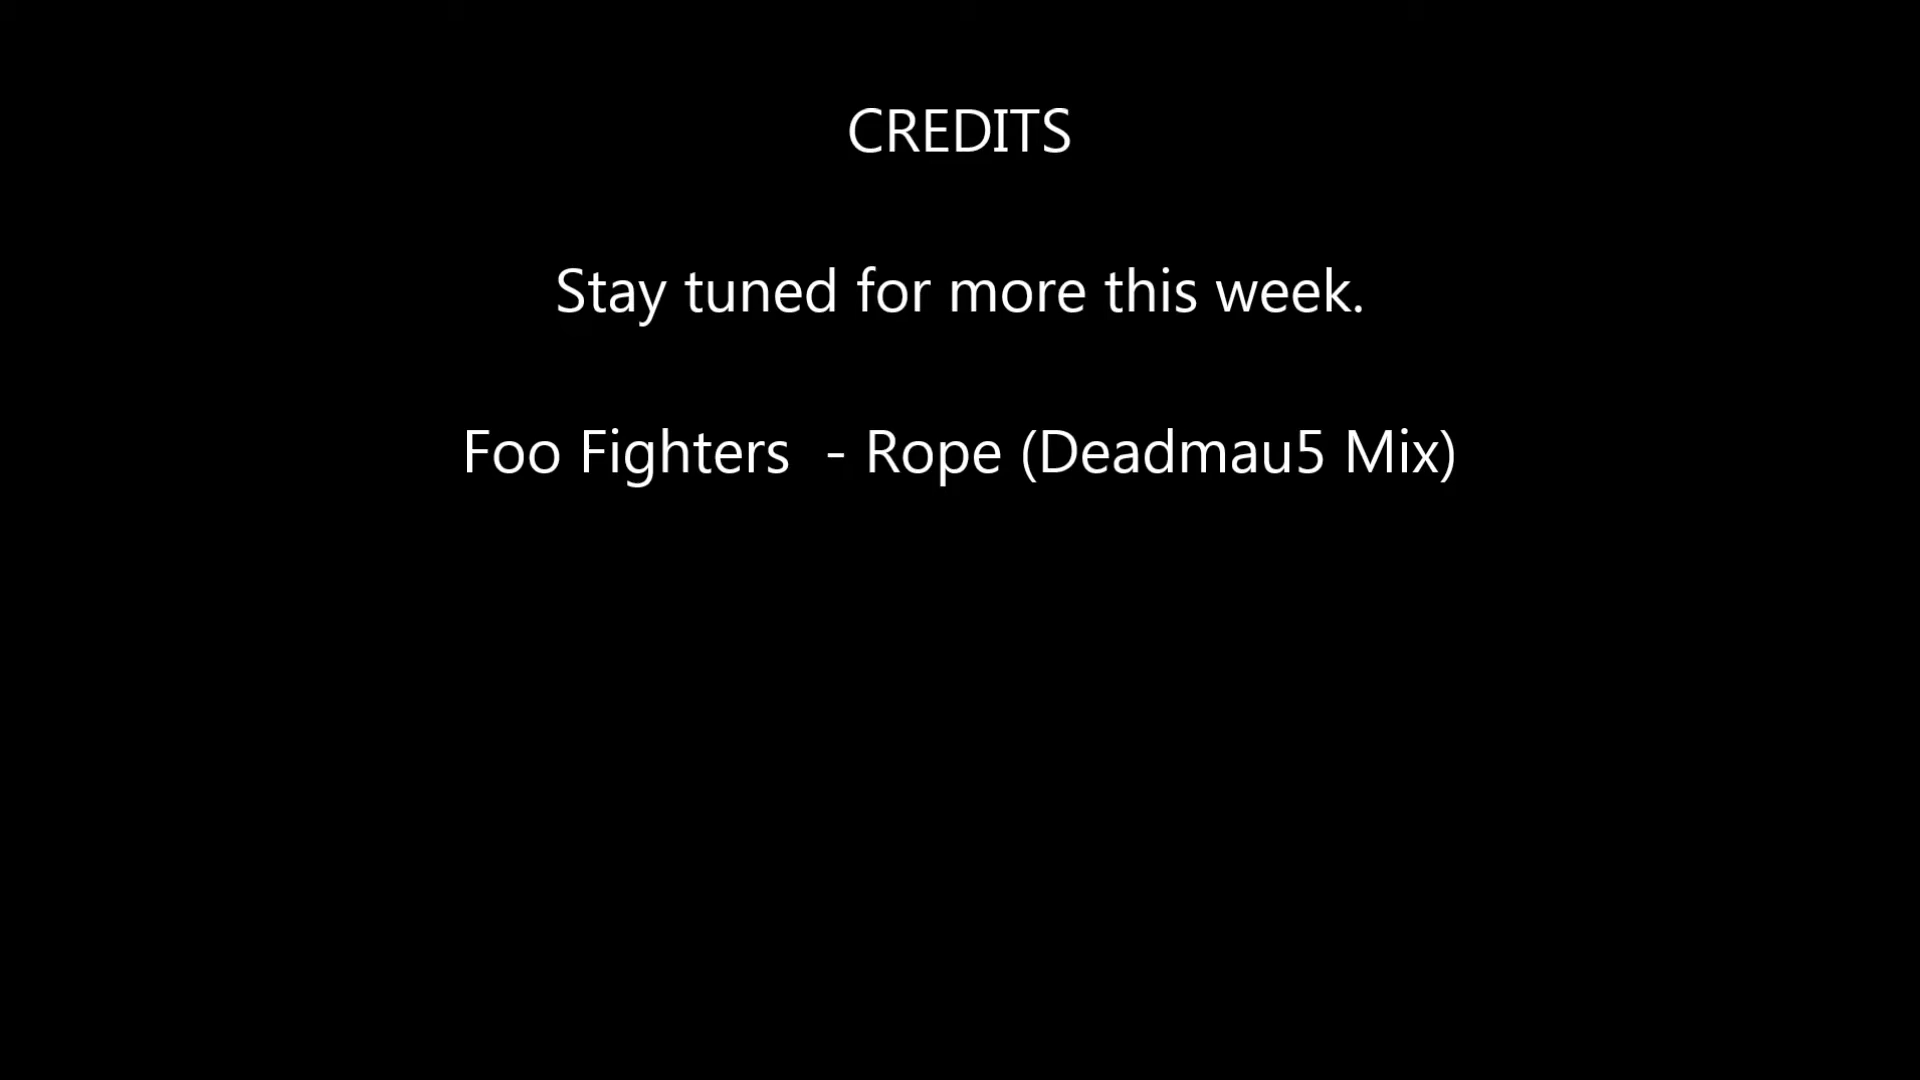 CREDITS
Stay tuned for more this week.
Foo Fighters  - Rope (Deadmau5 Mix)